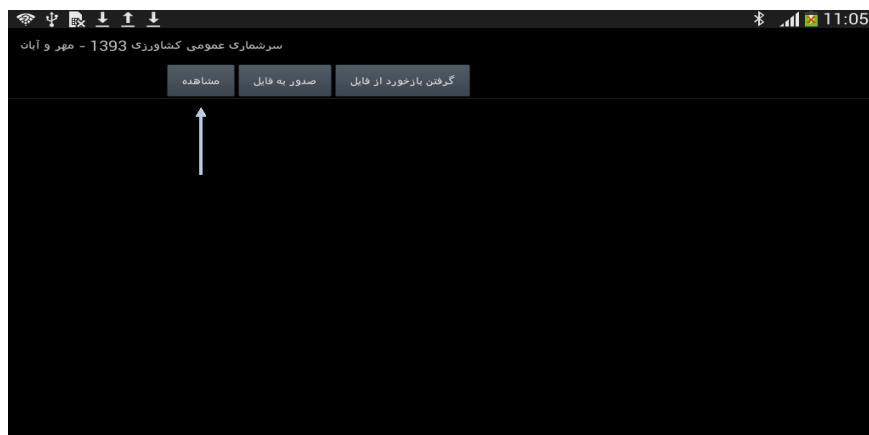 11:05
سرشماری عمومی کشاورزی 1393 - مهر و آبان
گرفتن بازخورد از فایل
صدور به فایل
مشاهده